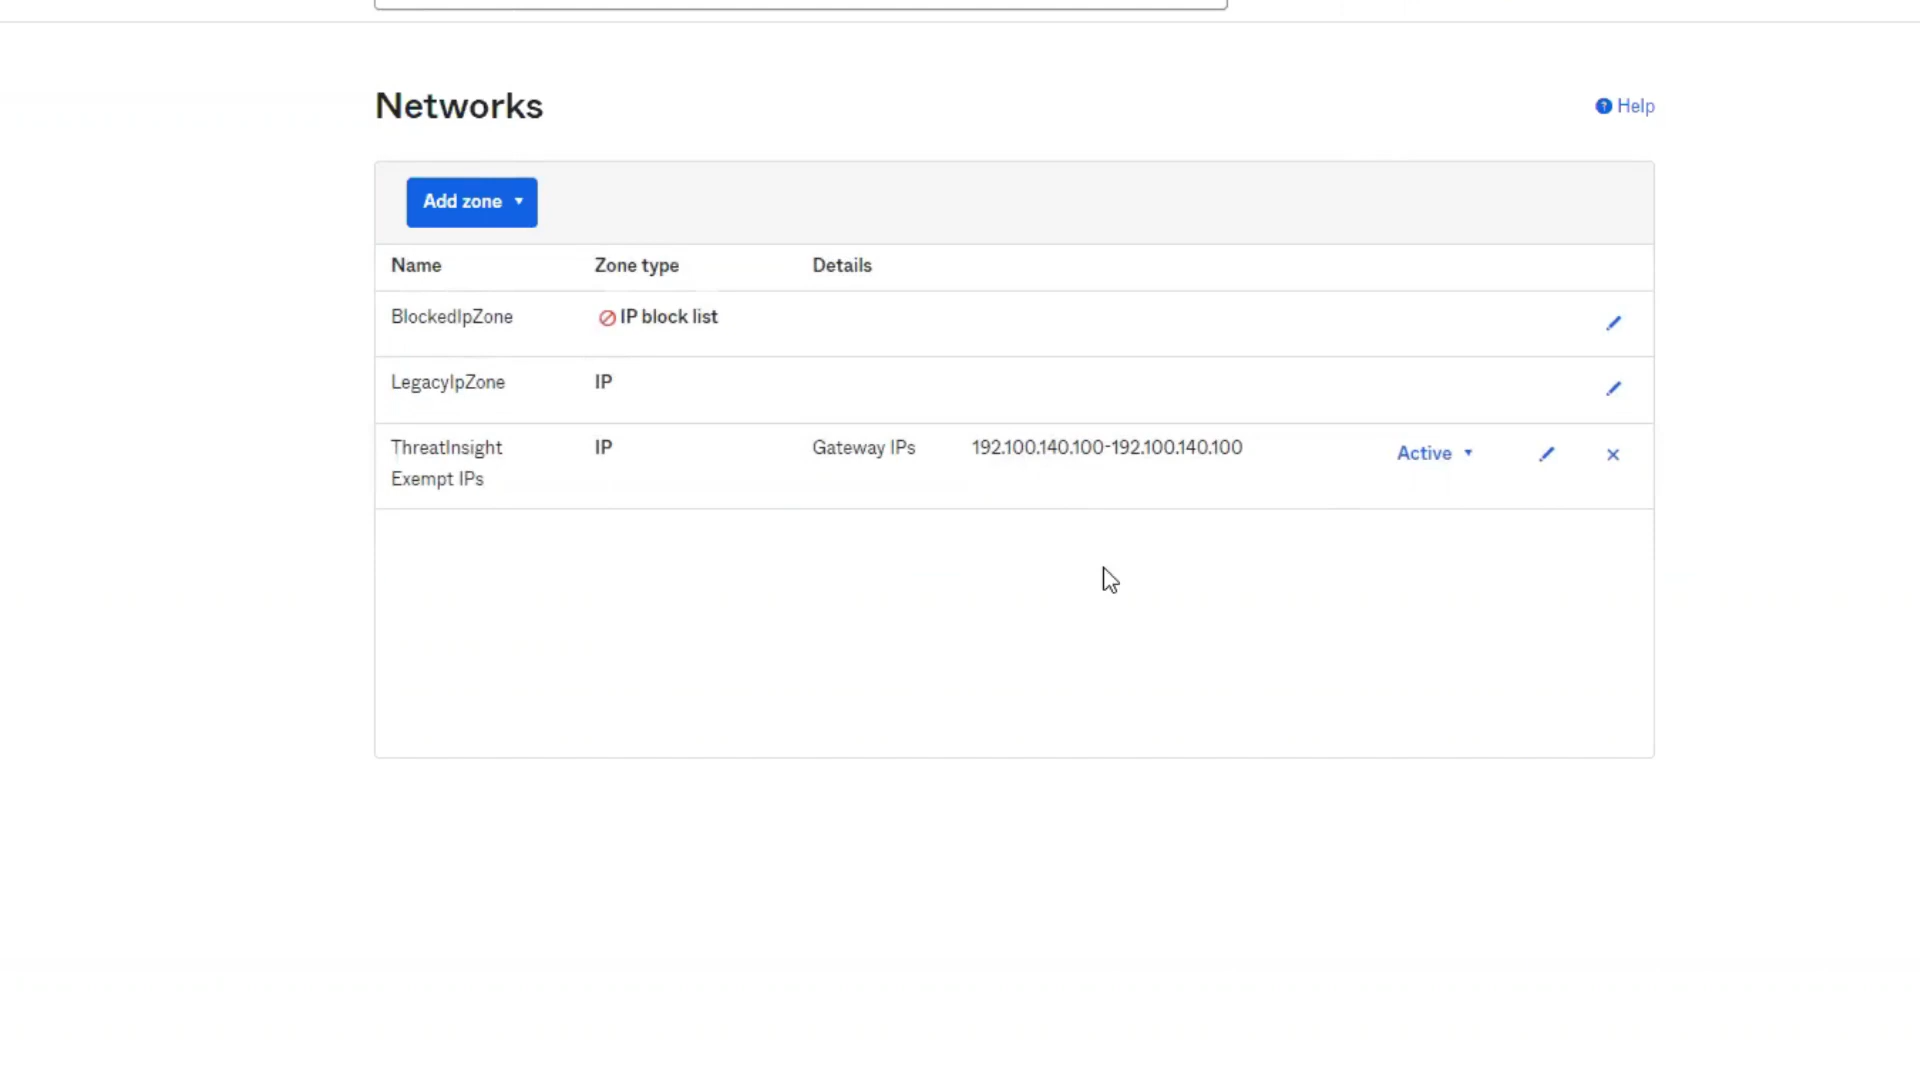 Networks
Help
Add zone
Name Zone type Details
BlockedIpZone IP block list
LegacyIpZone IP
ThreatInsight IP Gateway IPs 192.100.140.100-192.100.140.100 Active
Exempt IPs